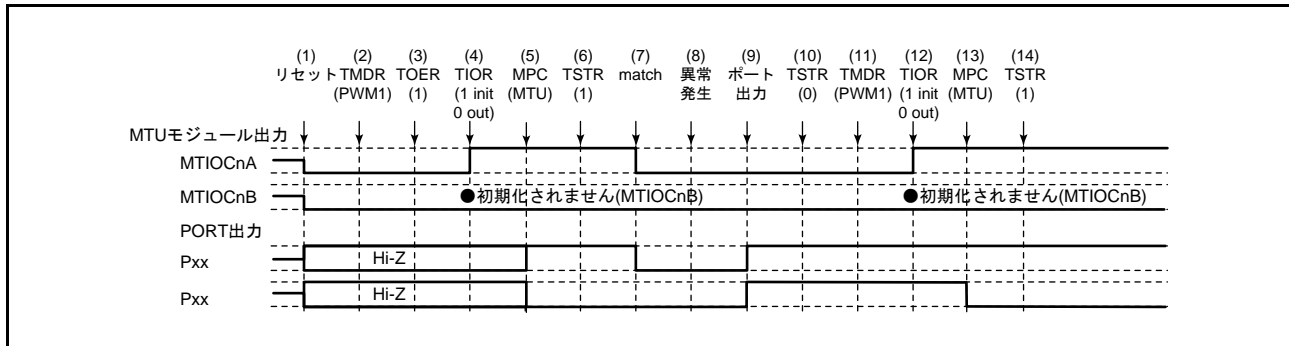 (1) (2) (3) (4) (5) (6) (7) (8) (9) (10) (11) (12) (13) (14)
リセット TMDR TOER TIOR MPC TSTR match 異常 ポート TSTR TMDR TIOR MPC TSTR
(PWM1) (1) (1 init (MTU) (1) 発生 出力 (0) (PWM1) (1 init (MTU) (1)
0 out) 0 out)
MTUモジュール出力
MTIOCnA
MTIOCnB ●初期化されません(MTIOCnB) ●初期化されません(MTIOCnB)
PORT出力
Pxx Hi-Z
Pxx Hi-Z